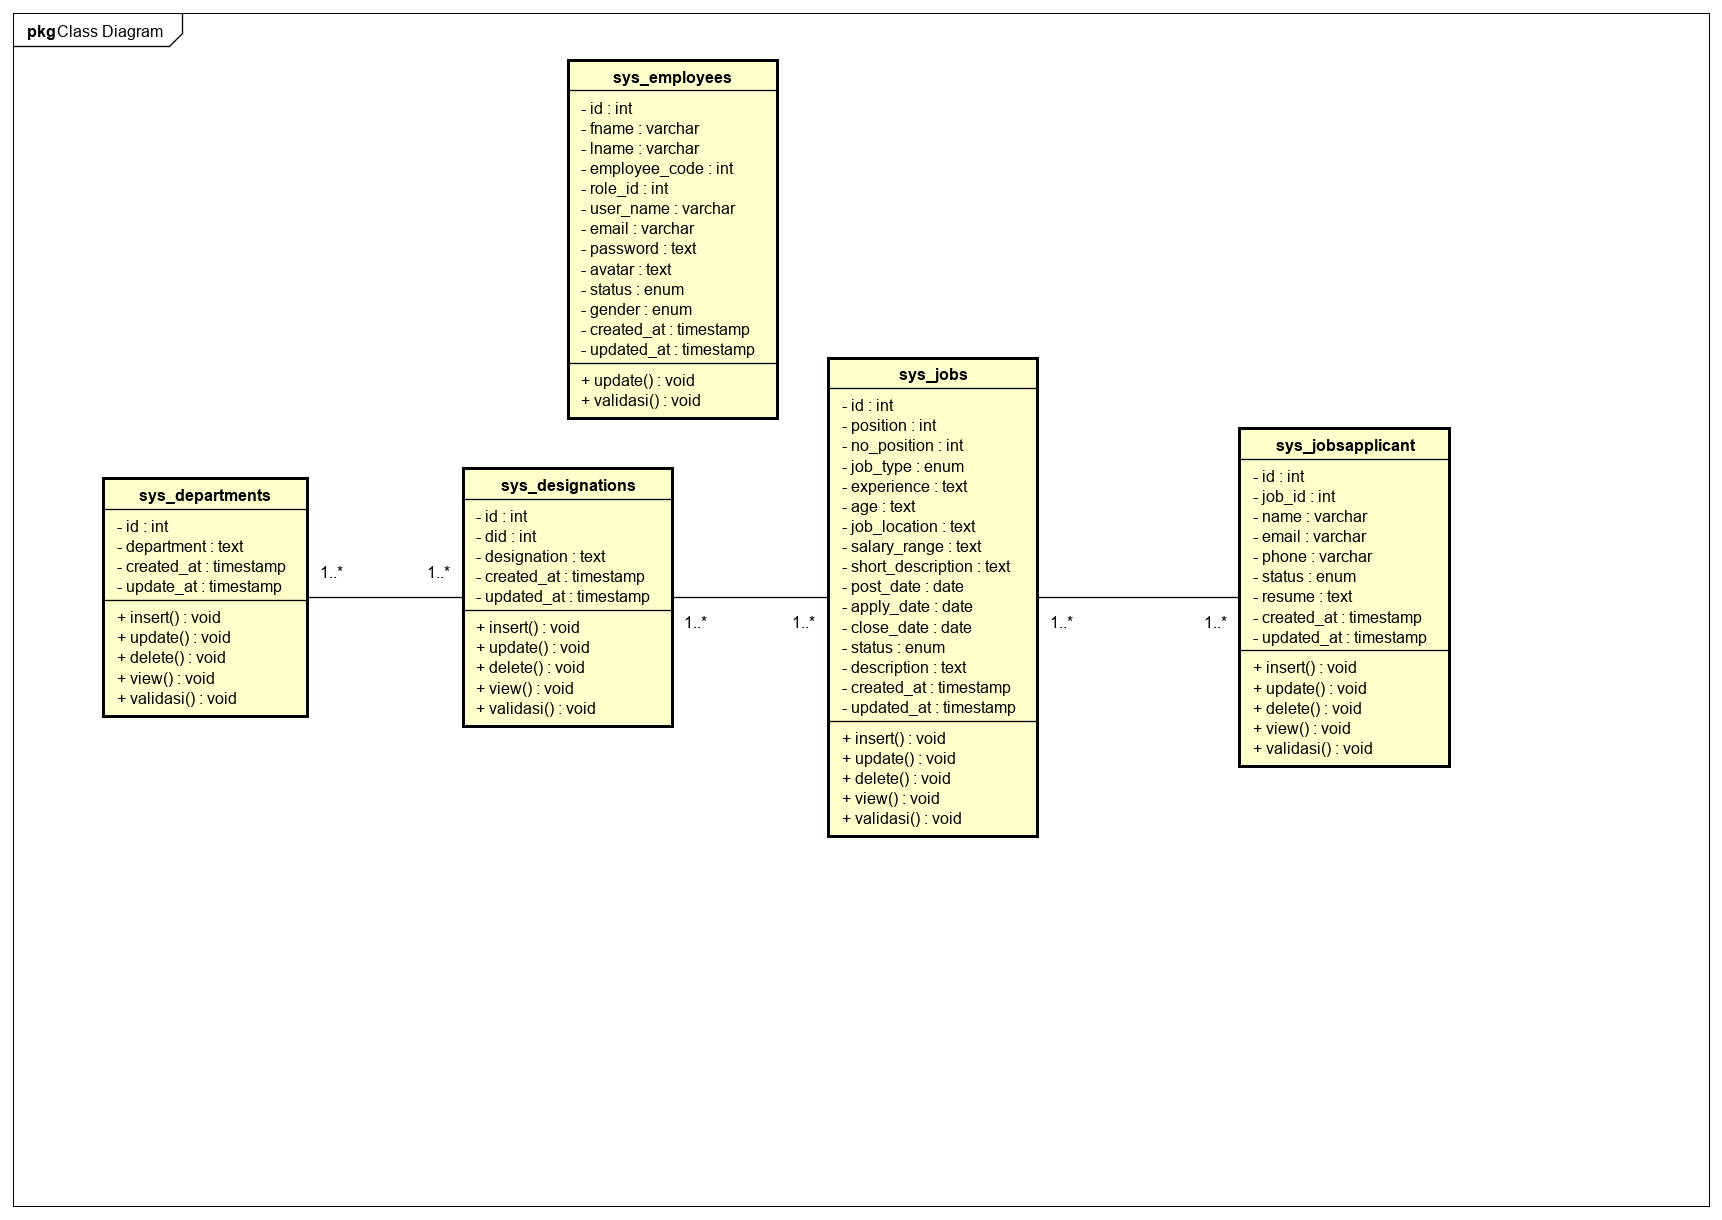 pkg Class Diagram
sys_employees
- id : int
- fname : varchar
- lname : varchar
- employee_code : int
- role_id : int
- user_name : varchar
- email : varchar
- password : text
- avatar : text
- status : enum
- gender : enum
- created_at : timestamp
- updated_at : timestamp
+ update() : void
+ validasi() : void
sys_departments
- id : int
- department : text
- created_at : timestamp
- update_at : timestamp
+ insert() : void
+ update() : void
+ delete() : void
+ view() : void
+ validasi() : void
1..*
1..*
sys_designations
- id : int
- did : int
- designation : text
- created_at : timestamp
- updated_at : timestamp
+ insert() : void
+ update() : void
+ delete() : void
+ view() : void
+ validasi() : void
1..*
1..*
sys_jobs
- id : int
- position : int
- no_position : int
- job_type : enum
- experience : text
- age : text
- job_location : text
- salary_range : text
- short_description : text
- post_date : date
- apply_date : date
- close_date : date
- status : enum
- description : text
- created_at : timestamp
- updated_at : timestamp
+ insert() : void
+ update() : void
+ delete() : void
+ view() : void
+ validasi() : void
1..*
1..*
sys_jobsapplicant
- id : int
- job_id : int
- name : varchar
- email : varchar
- phone : varchar
- status : enum
- resume : text
- created_at : timestamp
- updated_at : timestamp
+ insert() : void
+ update() : void
+ delete() : void
+ view() : void
+ validasi() : void